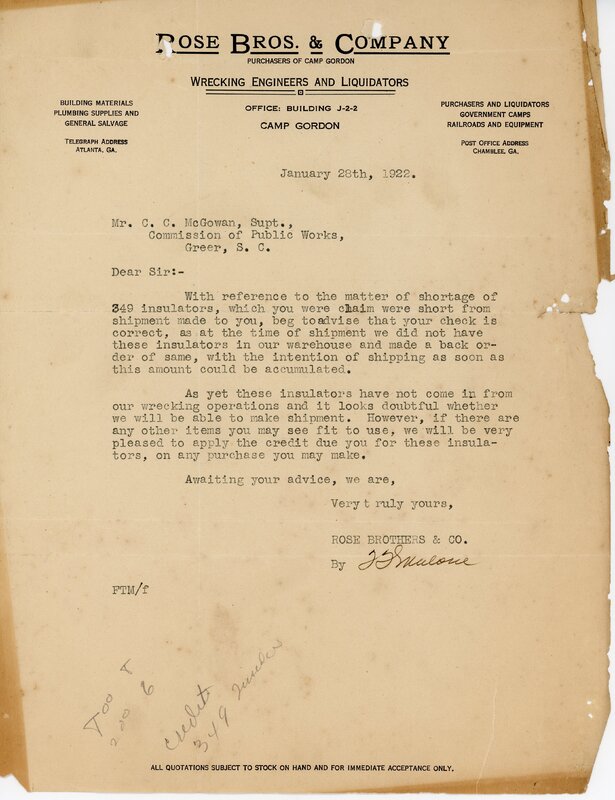 ROSE BROS. & COMPANY
PURCHASERS OF CAMP GORDON
WRECKING ENGINEERS AND LIQUIDATORS
BUILDING MATERIALS
PLUMBING SUPPLIES AND
GENERAL SALVAGE
TELEGRAPH ADDRESS
ATLANTA, GA.
OFFICE: BUILDING J-2-2
CAMP GORDON
PURCHASERS AND LIQUIDATORS
GOVERNMENT CAMPS
RAILROADS AND EQUIPMENT
POST OFFICE ADDRESS
CHAMBLEE, GA.
January 28th, 1922.
Mr. C. C. McGowan, Supt.,
Commission of Public Works,
Greer, S. C.
Dear Sir:-
With reference to the matter of shortage of
349 insulators, which you were claim were short from
shipment made to you, beg toadvise that your check is
correct, as at the time of shipment we did not have
these insulators in our warehouse and made a back or-
der of same, with the intention of shipping as soon as
this amount could be accumulated.
As yet these insulators have not come in from
our wrecking operations and it looks doubtful whether
we will be able to make shipment. However, if there are
any other items you may see fit to use, we will be very
pleased to apply the credit due you for these insula-
tors, on any purchase you may make.
Awaiting your advice, we are,
Very t ruly yours,
ROSE BROTHERS & CO.
By F T Malone
FTM/f
Too T
200 6
credit
349
ALL QUOTATIONS SUBJECT TO STOCK ON HAND AND FOR IMMEDIATE ACCEPTANCE ONLY.